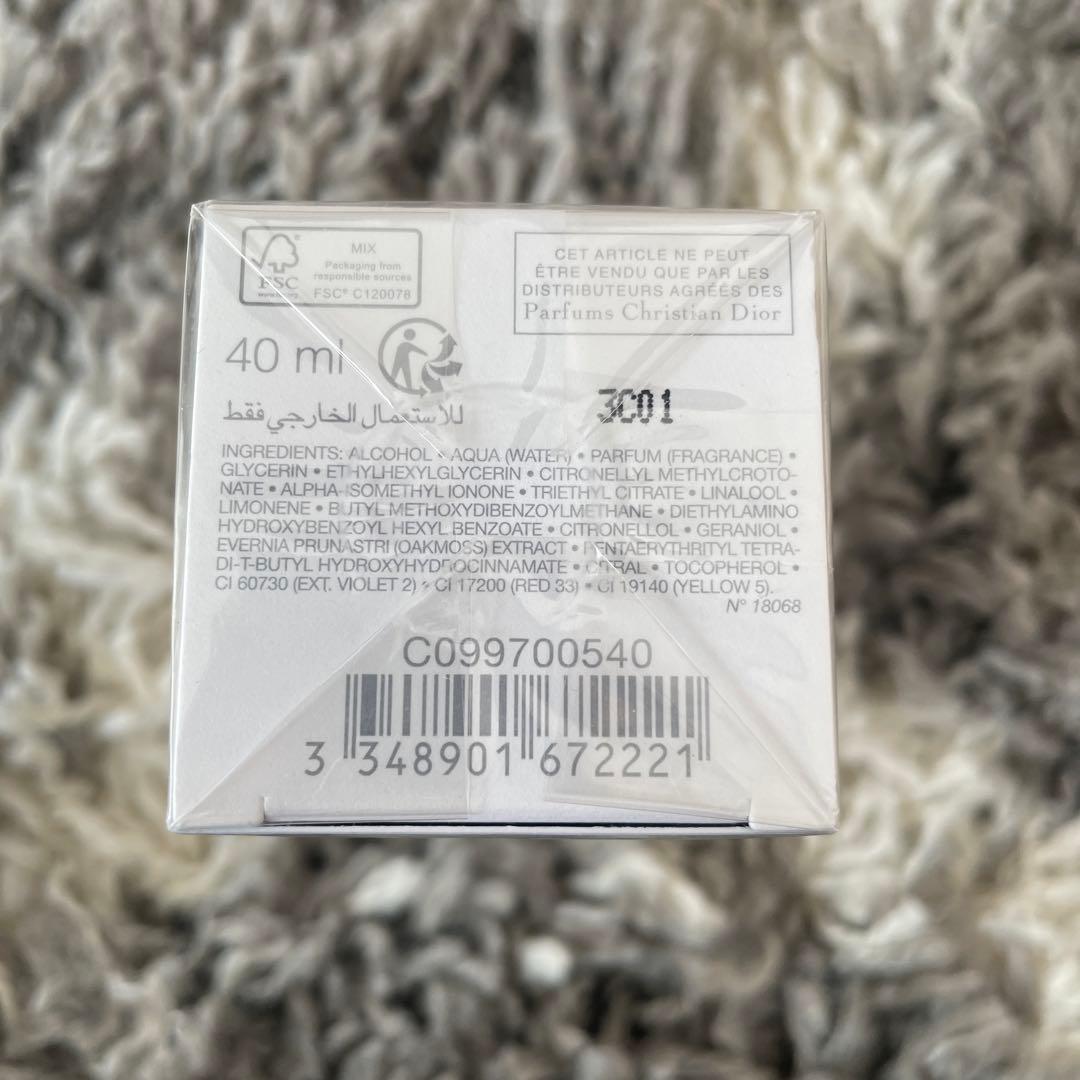 FSC®
www.fsc.org
MIX
Packaging from
responsible sources
FSC® C120078
CET ARTICLE NE PEUT
ÊTRE VENDU QUE PAR LES
DISTRIBUTEURS AGRÉÉS DES
Parfums Christian Dior
40 ml
3C01
للاستعمال الخارجي فقط
INGREDIENTS: ALCOHOL • AQUA (WATER) • PARFUM (FRAGRANCE) •
GLYCERIN • ETHYLHEXYLGLYCERIN • CITRONELLYL METHYLCROTO-
NATE • ALPHA-ISOMETHYL IONONE • TRIETHYL CITRATE • LINALOOL •
LIMONENE • BUTYL METHOXYDIBENZOYLMETHANE • DIETHYLAMINO
HYDROXYBENZOYL HEXYL BENZOATE • CITRONELLOL • GERANIOL •
EVERNIA PRUNASTRI (OAKMOSS) EXTRACT • PENTAERYTHRITYL TETRA-
DI-T-BUTYL HYDROXYHYDROCINNAMATE • CITRAL • TOCOPHEROL •
CI 60730 (EXT. VIOLET 2) • CI 17200 (RED 33) • CI 19140 (YELLOW 5).
N° 18068
C099700540
3 348901 672221